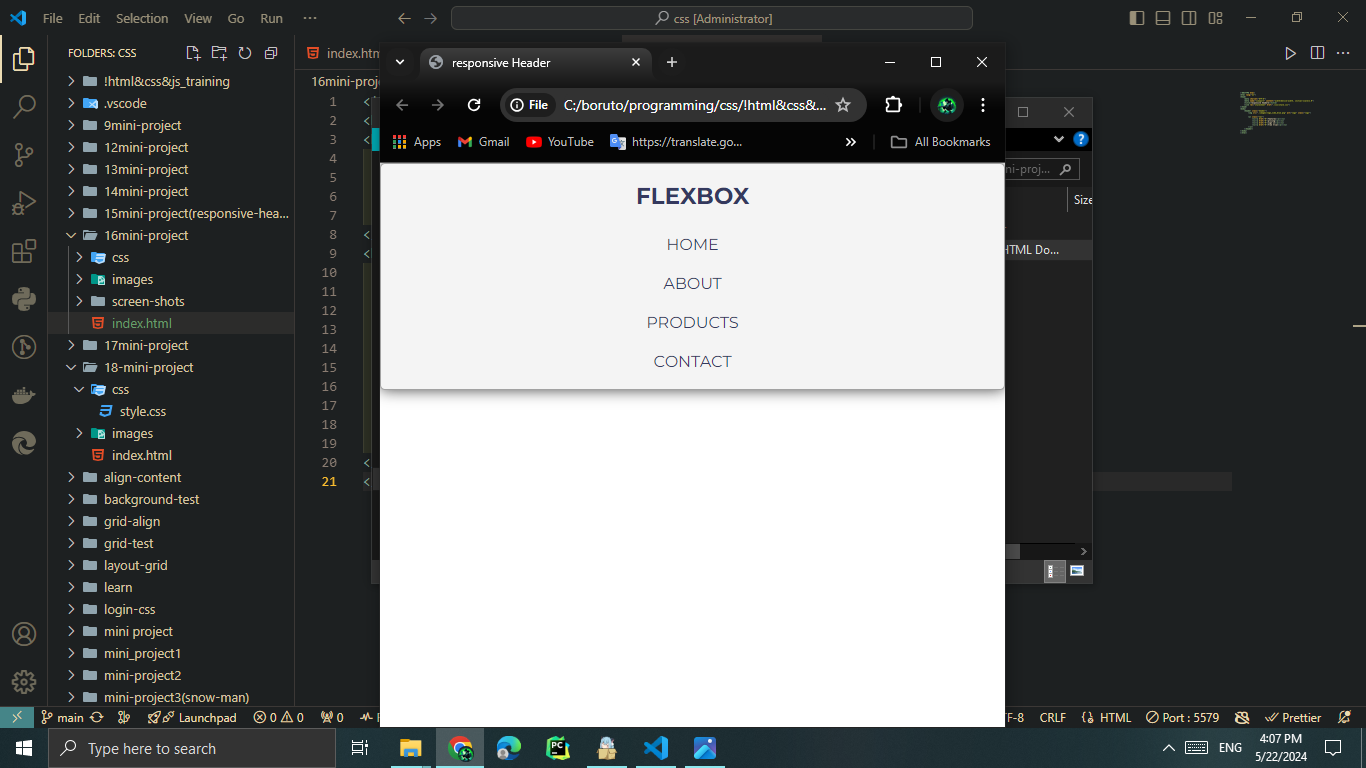 File Edit Selection View Go Run ··· css [Administrator]
FOLDERS: CSS
!html&css&js_training
.vscode
9mini-project
12mini-project
13mini-project
14mini-project
15mini-project(responsive-hea...
16mini-project
css
images
screen-shots
index.html
17mini-project
18-mini-project
css
style.css
images
index.html
align-content
background-test
grid-align
grid-test
layout-grid
learn
login-css
mini project
mini_project1
mini-project2
mini-project3(snow-man)
index.htm
16mini-proj
1 <
2 <
3 <
4
5
6
7
8 <
9 <
10
11
12
13
14
15
16
17
18
19
20 <
21 <
responsive Header
File C:/boruto/programming/css/!html&css&...
Apps Gmail YouTube https://translate.go... » All Bookmarks
FLEXBOX
HOME
ABOUT
PRODUCTS
CONTACT
ni-proj...
Size
HTML Do...
main Launchpad 0 0 0 F-8 CRLF HTML Port : 5579 Prettier
Type here to search
PC
ENG
4:07 PM
5/22/2024